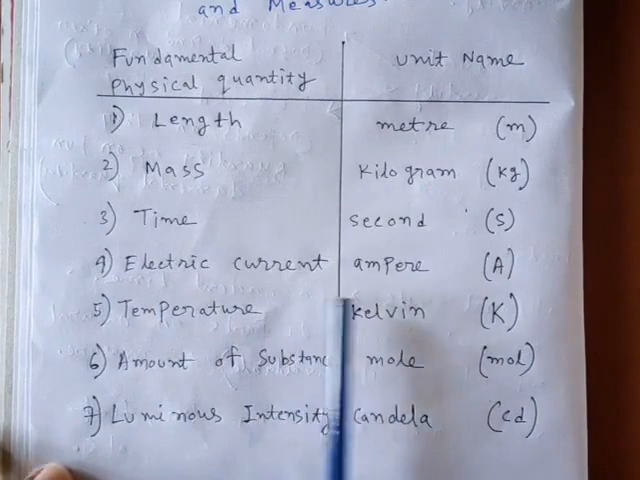 and Measures.
Fundamental Physical quantity | Unit Name
1) Length | metre (m)
2) Mass | Kilogram (kg)
3) Time | second (s)
4) Electric current | ampere (A)
5) Temperature | kelvin (K)
6) Amount of Substanc | mole (mol)
7) Luminous Intensity | candela (cd)